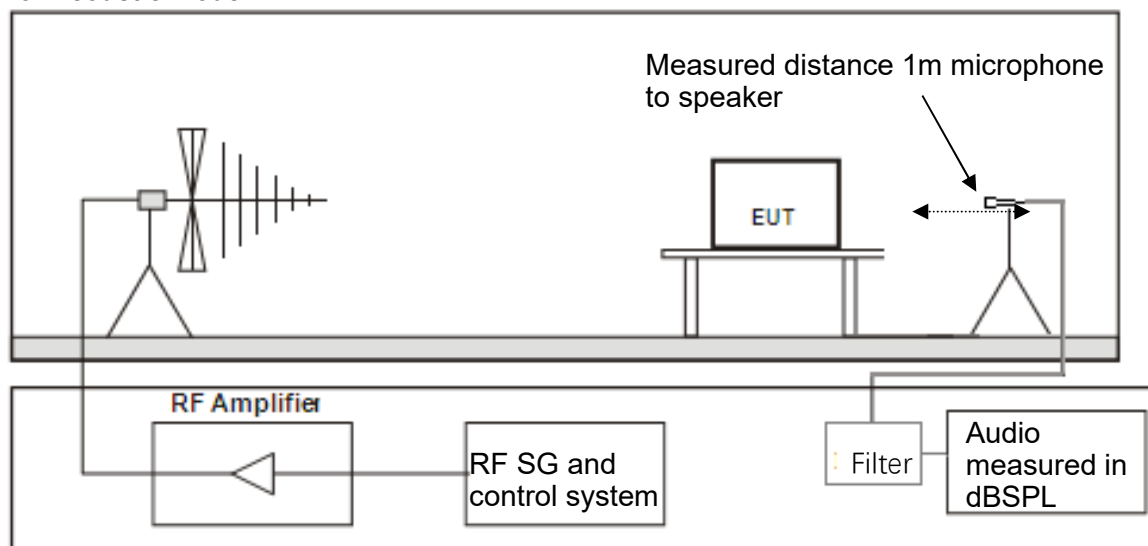 Measured distance 1m microphone
to speaker
EUT
RF Amplifier
RF SG and
control system
: Filter
Audio
measured in
dBSPL